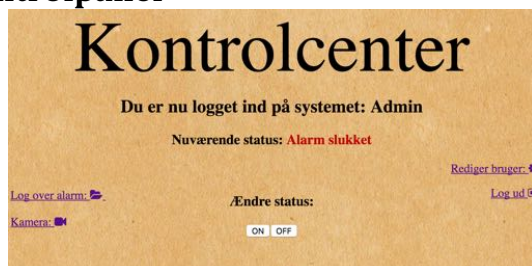 Kontrolcenter
Du er nu logget ind på systemet: Admin
Nuværende status: Alarm slukket
Rediger bruger:
Log over alarm:
Ændre status:
Log ud
Kamera:
ON OFF